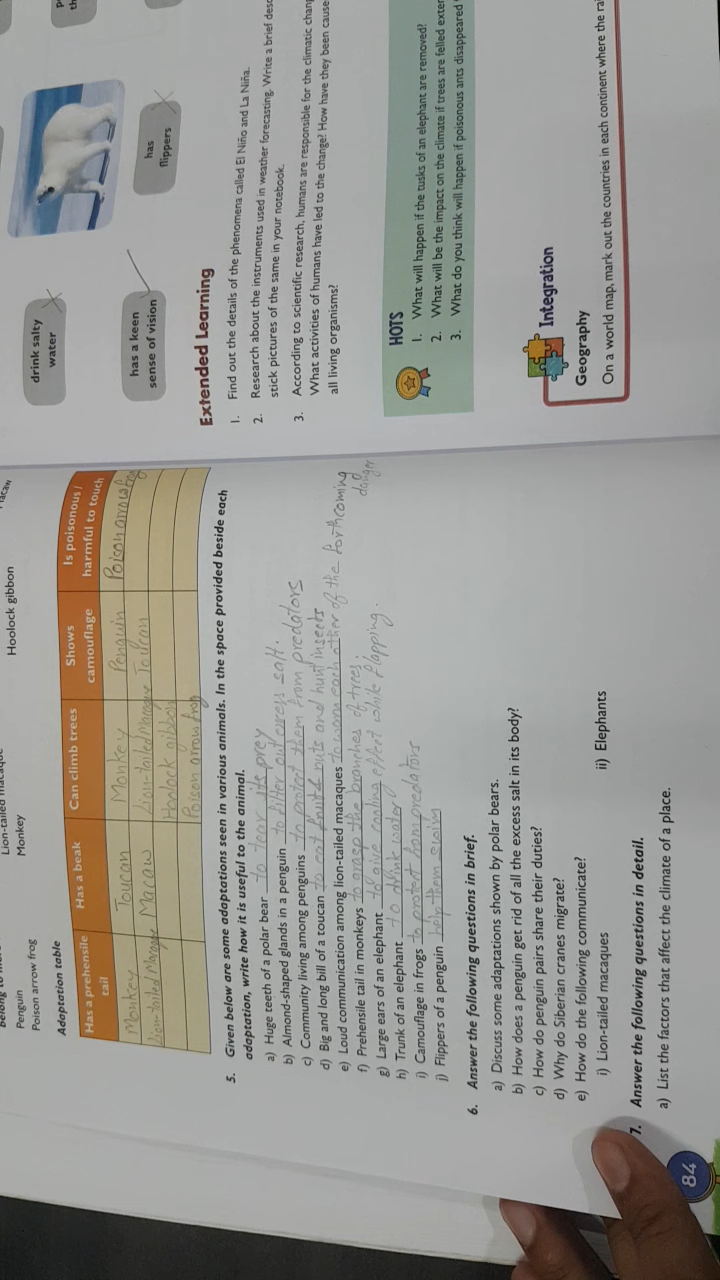 Lion-tailed macaque
Penguin Monkey Hoolock gibbon
Poison arrow frog
Adaptation table
Has a prehensile tail Has a beak Can climb trees Shows camouflage Is poisonous / harmful to touch
Monkey Toucan Monkey Penguin Poison arrow frog
Lion-tailed Macaw Lion-tailed Toucan
Hoolock gibbon
Poison arrow frog
5. Given below are some adaptations seen in various animals. In the space provided beside each
adaptation, write how it is useful to the animal.
a) Huge teeth of a polar bear to tear its prey
b) Almond-shaped glands in a penguin to filter out excess salt.
c) Community living among penguins to protect them from predators
d) Big and long bill of a toucan to eat nuts and hunt insects
e) Loud communication among lion-tailed macaques to warn each other of the forthcoming
danger
f) Prehensile tail in monkeys to grasp the branches of trees.
g) Large ears of an elephant to give cooling effect while flapping.
h) Trunk of an elephant to drink water
i) Camouflage in frogs to protect from predators
j) Flippers of a penguin help them swim
6. Answer the following questions in brief.
a) Discuss some adaptations shown by polar bears.
b) How does a penguin get rid of all the excess salt in its body?
c) How do penguin pairs share their duties?
d) Why do Siberian cranes migrate?
e) How do the following communicate?
i) Lion-tailed macaques ii) Elephants
7. Answer the following questions in detail.
a) List the factors that affect the climate of a place.
84
drink salty
water
has a keen
sense of vision
has
flippers
Extended Learning
1. Find out the details of the phenomena called El Niño and La Niña.
2. Research about the instruments used in weather forecasting. Write a brief desc
stick pictures of the same in your notebook.
3. According to scientific research, humans are responsible for the climatic chan
What activities of humans have led to the change? How have they been cause
all living organisms?
HOTS
1. What will happen if the tusks of an elephant are removed?
2. What will be the impact on the climate if trees are felled exter
3. What do you think will happen if poisonous ants disappeared
Integration
Geography
On a world map, mark out the countries in each continent where the ra